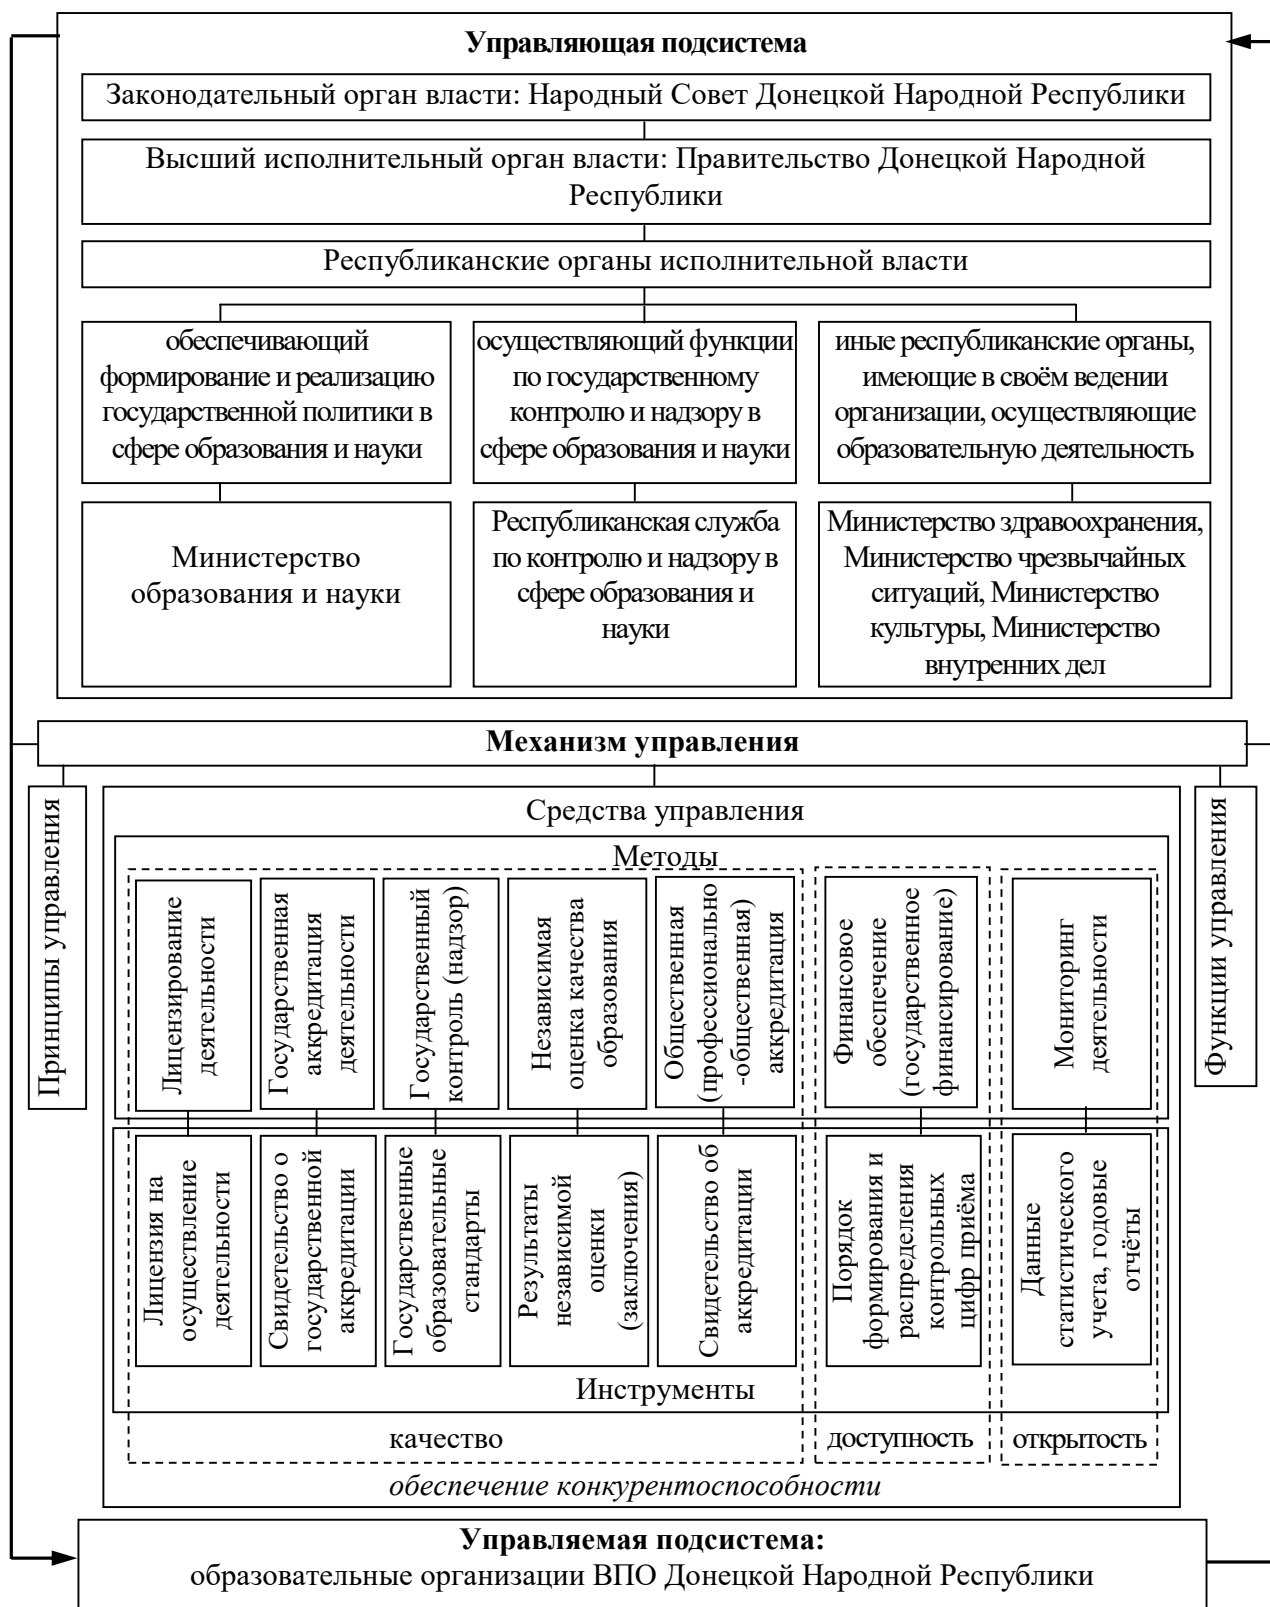 Управляющая подсистема
Законодательный орган власти: Народный Совет Донецкой Народной Республики
Высший исполнительный орган власти: Правительство Донецкой Народной
Республики
Республиканские органы исполнительной власти
обеспечивающий
формирование и реализацию
государственной политики в
сфере образования и науки
осуществляющий функции
по государственному
контролю и надзору в
сфере образования и науки
иные республиканские органы,
имеющие в своём ведении
организации, осуществляющие
образовательную деятельность
Министерство
образования и науки
Республиканская служба
по контролю и надзору в
сфере образования и
науки
Министерство здравоохранения,
Министерство чрезвычайных
ситуаций, Министерство
культуры, Министерство
внутренних дел
Механизм управления
Принципы управления
Средства управления
Методы
Лицензирование
деятельности
Государственная
аккредитация
деятельности
Государственный
контроль (надзор)
Независимая
оценка качества
образования
Общественная
(профессионально
-общественная)
аккредитация
Финансовое
обеспечение
(государственное
финансирование)
Мониторинг
деятельности
Функции управления
Лицензия на
осуществление
деятельности
Свидетельство о
государственной
аккредитации
Государственные
образовательные
стандарты
Результаты
независимой
оценки
(заключения)
Свидетельство об
аккредитации
Порядок
формирования и
распределения
контрольных
цифр приёма
Данные
статистического
учета, годовые
отчёты
Инструменты
качество
доступность
открытость
обеспечение конкурентоспособности
Управляемая подсистема:
образовательные организации ВПО Донецкой Народной Республики